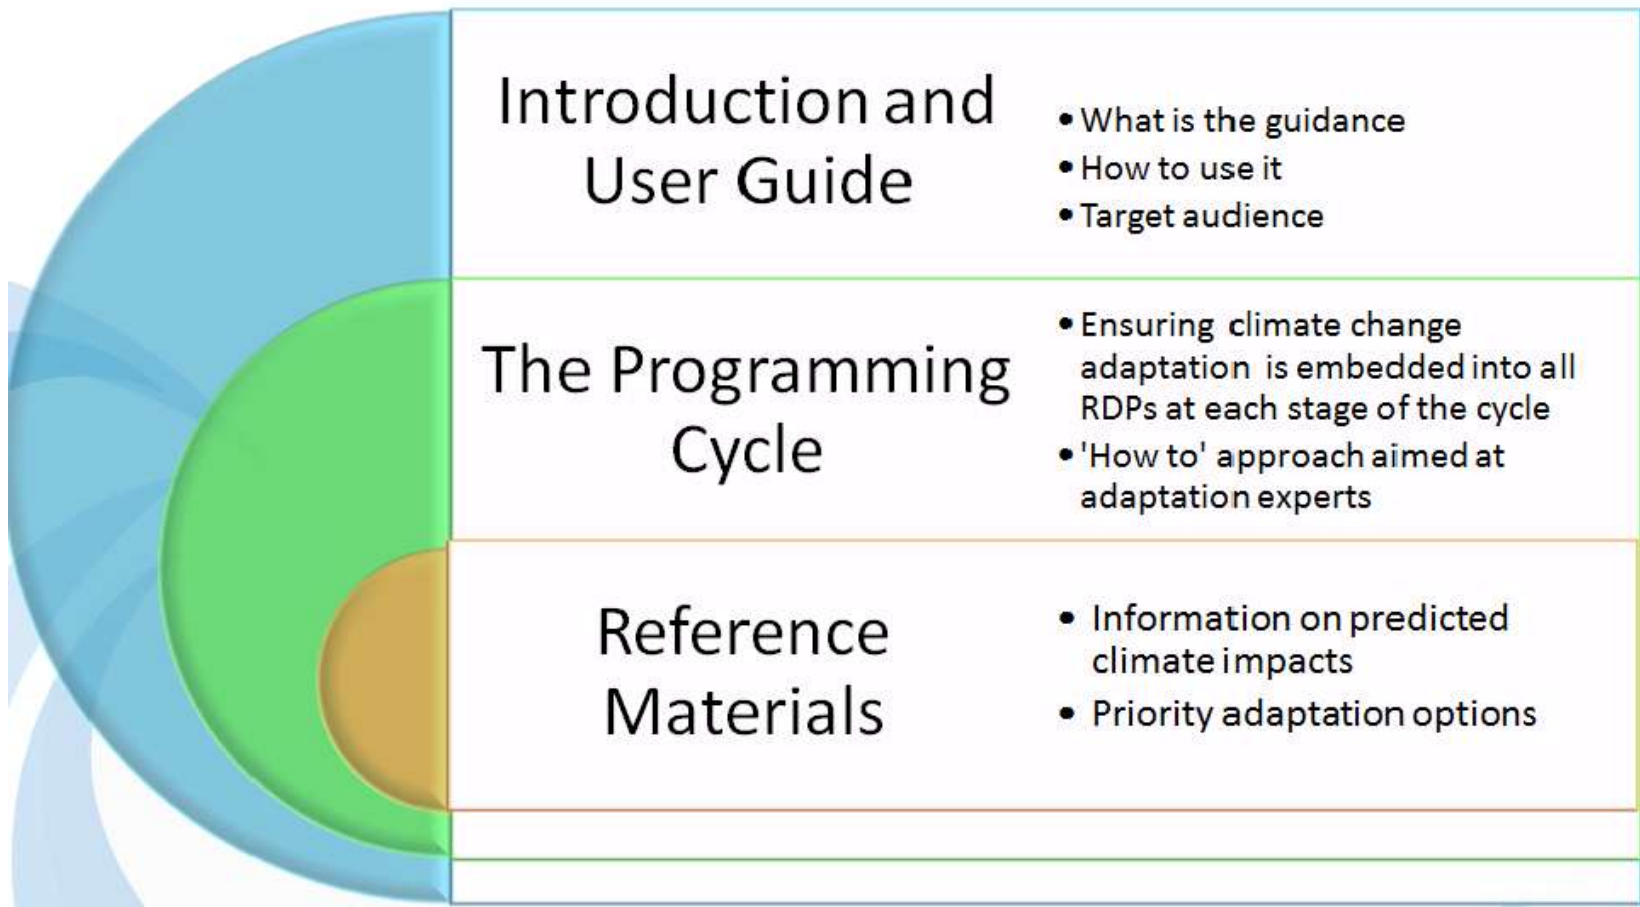 Introduction and
User Guide
• What is the guidance
• How to use it
• Target audience
The Programming
Cycle
• Ensuring climate change
adaptation is embedded into all
RDPs at each stage of the cycle
• 'How to' approach aimed at
adaptation experts
Reference
Materials
• Information on predicted
climate impacts
• Priority adaptation options